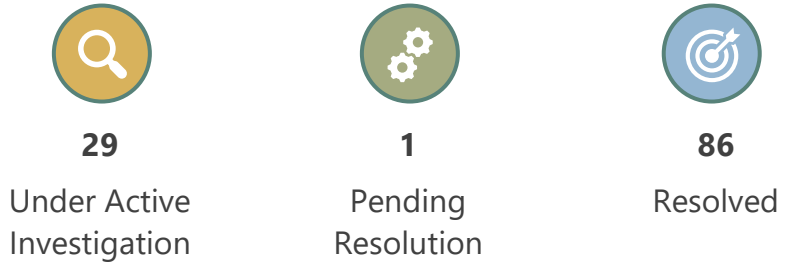 29
Under Active
Investigation
1
Pending
Resolution
86
Resolved